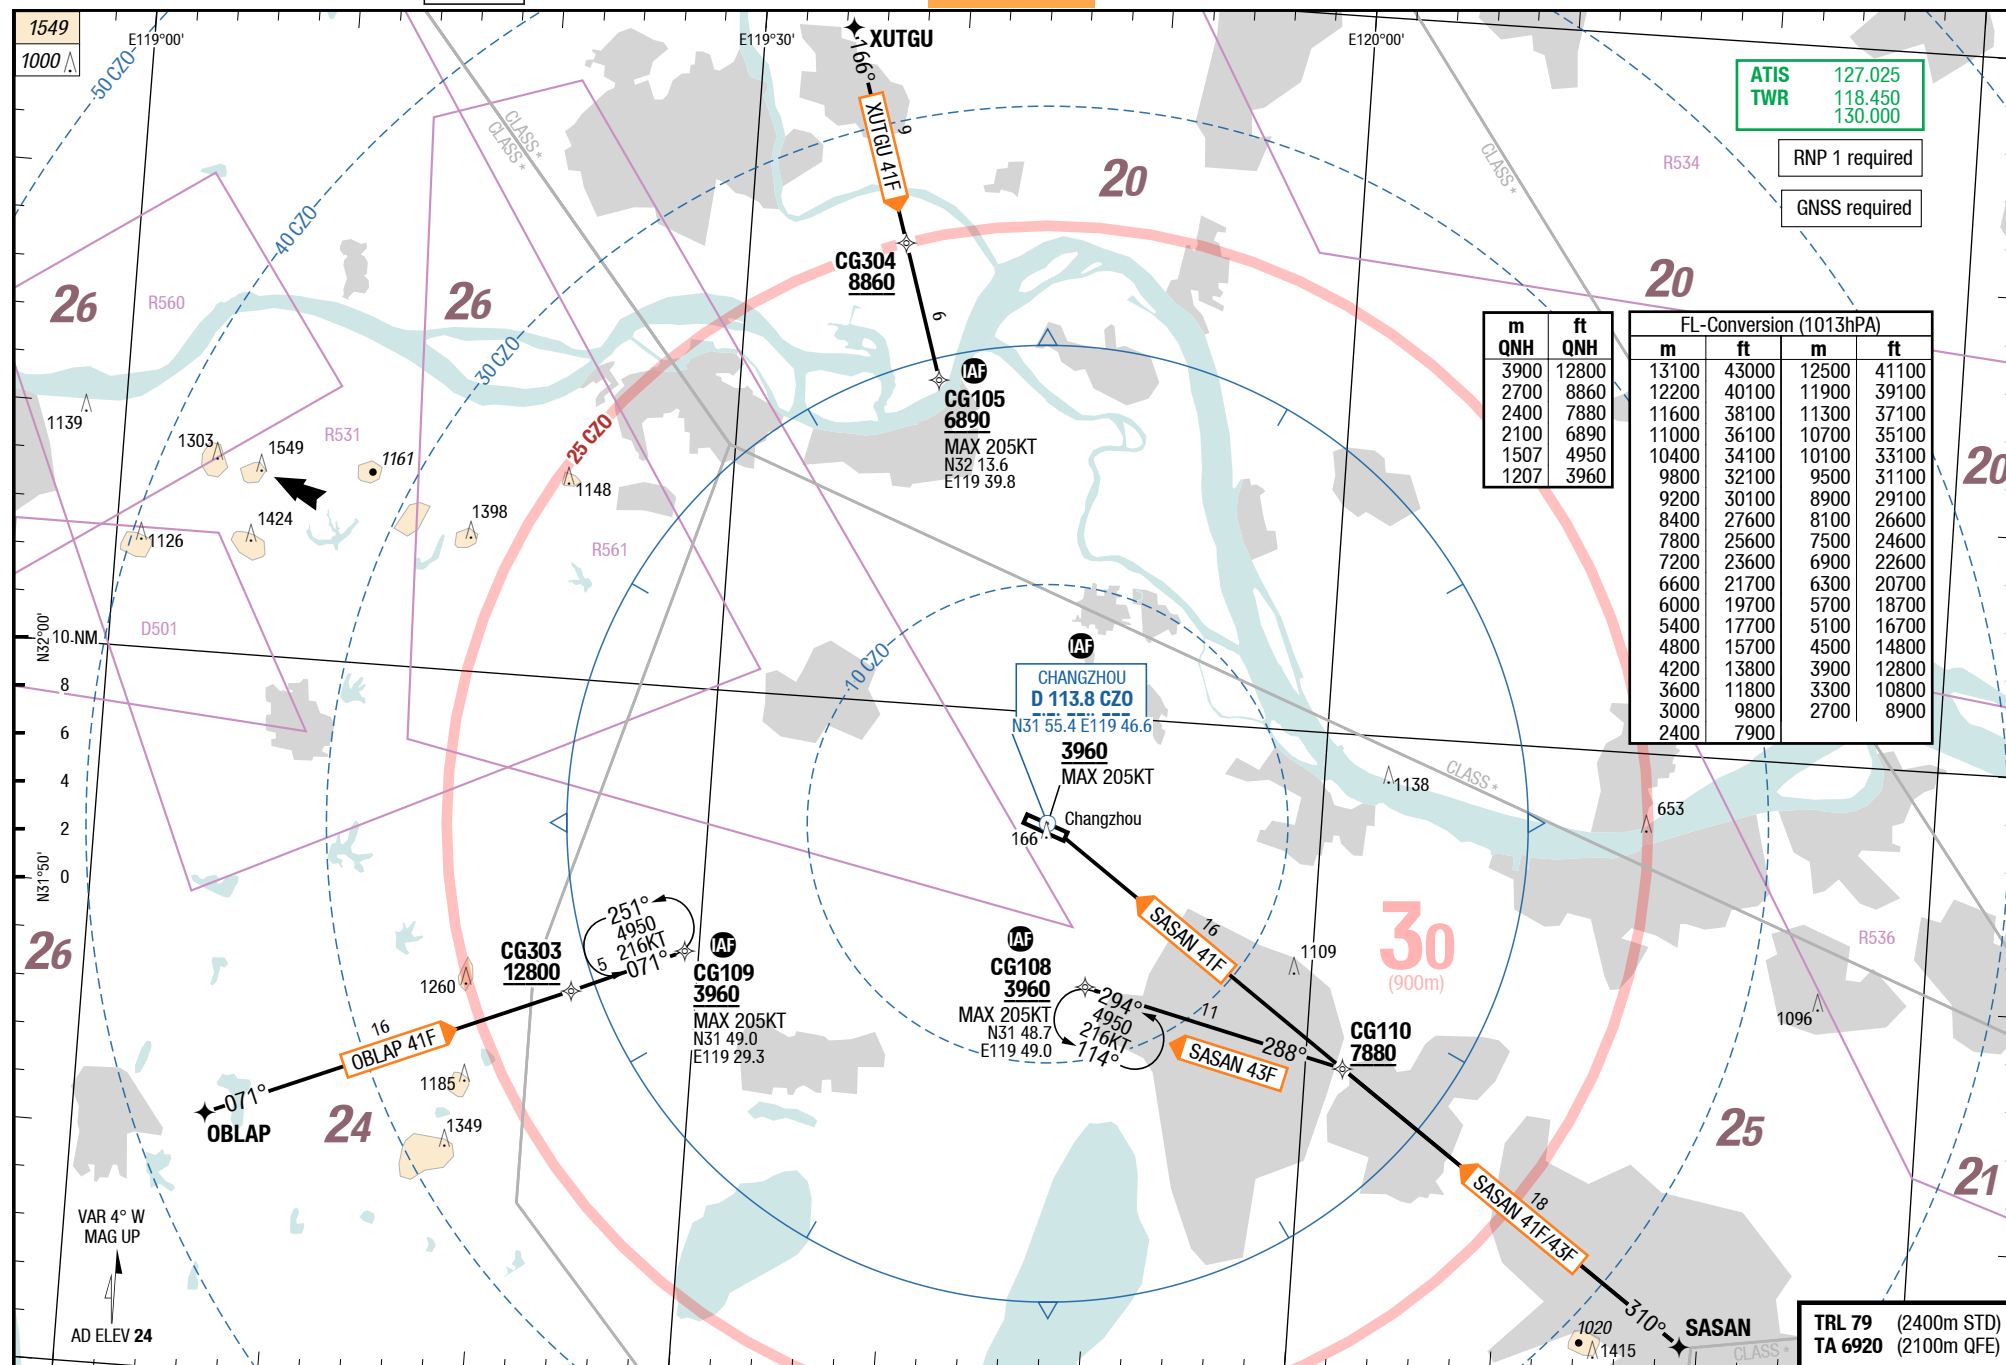 1549
1000
E119°00'
E119°30'
E120°00'
50 CZO
XUTGU
166°
XUTGU 41F
9
CLASS *
CLASS *
CLASS *
ATIS 127.025
TWR 118.450
130.000
RNP 1 required
GNSS required
R534
20
40 CZO
26
R560
26
CG304
8860
6
20
30 CZO
m ft
QNH QNH
3900 12800
2700 8860
2400 7880
2100 6890
1507 4950
1207 3960
FL-Conversion (1013hPA)
m ft m ft
13100 43000 12500 41100
12200 40100 11900 39100
11600 38100 11300 37100
11000 36100 10700 35100
10400 34100 10100 33100
9800 32100 9500 31100
9200 30100 8900 29100
8400 27600 8100 26600
7800 25600 7500 24600
7200 23600 6900 22600
6600 21700 6300 20700
6000 19700 5700 18700
5400 17700 5100 16700
4800 15700 4500 14800
4200 13800 3900 12800
3600 11800 3300 10800
3000 9800 2700 8900
2400 7900
IAF
CG105
6890
MAX 205KT
N32 13.6
E119 39.8
1139
1303
1549
R531
1161
25 CZO
1148
20
1126
1424
1398
R561
N32°00'
10 NM
8
6
4
2
0
N31°50'
D501
10 CZO
IAF
CHANGZHOU
D 113.8 CZO
N31 55.4 E119 46.6
3960
MAX 205KT
Changzhou
166
1138
CLASS *
653
26
251°
4950
216KT
071°
5
CG303
12800
IAF
CG109
3960
MAX 205KT
N31 49.0
E119 29.3
1260
16
OBLAP 41F
071°
OBLAP
1185
1349
24
IAF
CG108
3960
MAX 205KT
N31 48.7
E119 49.0
294°
4950
216KT
114°
11
288°
SASAN 43F
16
SASAN 41F
1109
30
(900m)
CG110
7880
R536
1096
25
21
18
SASAN 41F/43F
310°
SASAN
1020
1415
CLASS *
VAR 4° W
MAG UP
AD ELEV 24
TRL 79 (2400m STD)
TA 6920 (2100m QFE)